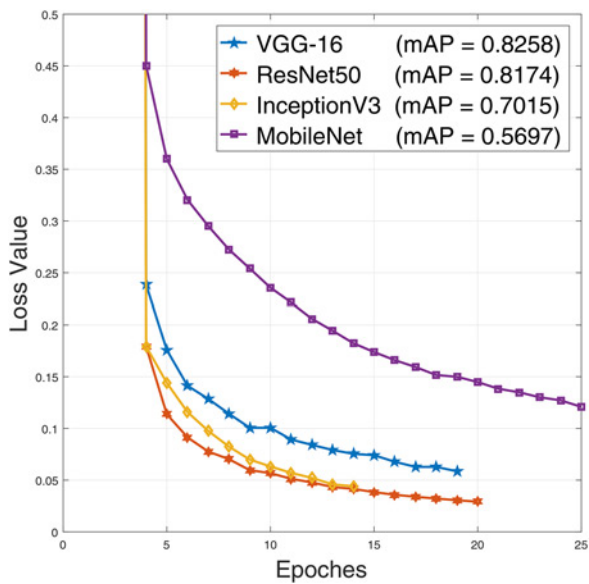 0.5
0.45
0.4
0.35
0.3
0.25
0.2
0.15
0.1
0.05
0
Loss Value
VGG-16 (mAP = 0.8258)
ResNet50 (mAP = 0.8174)
InceptionV3 (mAP = 0.7015)
MobileNet (mAP = 0.5697)
0 5 10 15 20 25
Epoches